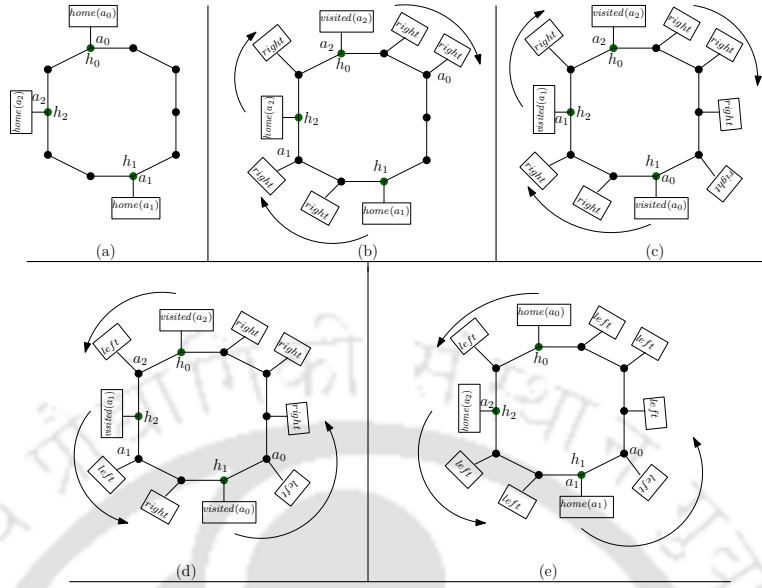 home(a₀)
a₀
h₀
a₂
home(a₂)
h₂
h₁
a₁
home(a₁)
(a)
visited(a₂)
right
right
right
a₂
h₀
a₀
home(a₂)
h₂
a₁
h₁
right
right
home(a₁)
(b)
visited(a₂)
right
right
right
a₂
h₀
visited(a₁)
a₁
h₂
right
h₁
a₀
right
right
right
visited(a₀)
(c)
visited(a₂)
left
right
right
a₂
h₀
visited(a₁)
h₂
right
a₁
h₁
a₀
left
left
right
visited(a₀)
(d)
home(a₀)
left
left
left
h₀
home(a₂)
a₂
h₂
left
a₀
h₁
left
left
a₁
left
home(a₁)
(e)